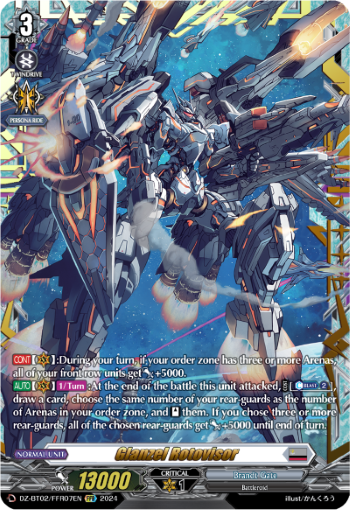 3
GRADE
TWINDRIVE
PERSONA RIDE
CONT:During your turn, if your order zone has three or more Arenas,
all of your front row units get +5000.
AUTO 1/Turn:At the end of the battle this unit attacked, COST BLAST 2,
draw a card, choose the same number of your rear-guards as the number
of Arenas in your order zone, and them. If you chose three or more
rear-guards, all of the chosen rear-guards get +5000 until end of turn.
NORMAL UNIT
Gianzel Rotovisor
POWER 13000
CRITICAL
1
Brandt Gate
Battleroid
DZ-BT02/FFR07EN FFR 2024
illust/かんくろう